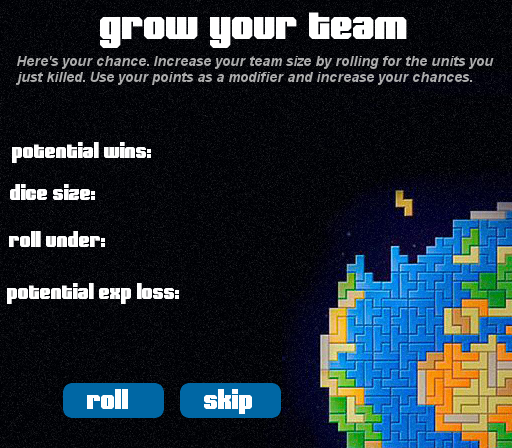 grow your team
Here's your chance. Increase your team size by rolling for the units you
just killed. Use your points as a modifier and increase your chances.
potential wins:
dice size:
roll under:
potential exp loss:
roll
skip